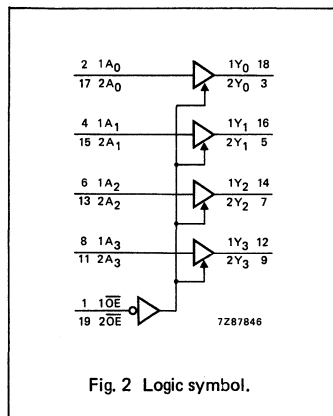 2 1A0 1Y0 18
17 2A0 2Y0 3
4 1A1 1Y1 16
15 2A1 2Y1 5
6 1A2 1Y2 14
13 2A2 2Y2 7
8 1A3 1Y3 12
11 2A3 2Y3 9
1 1O̅E̅
19 2O̅E̅
7Z87846
Fig. 2 Logic symbol.